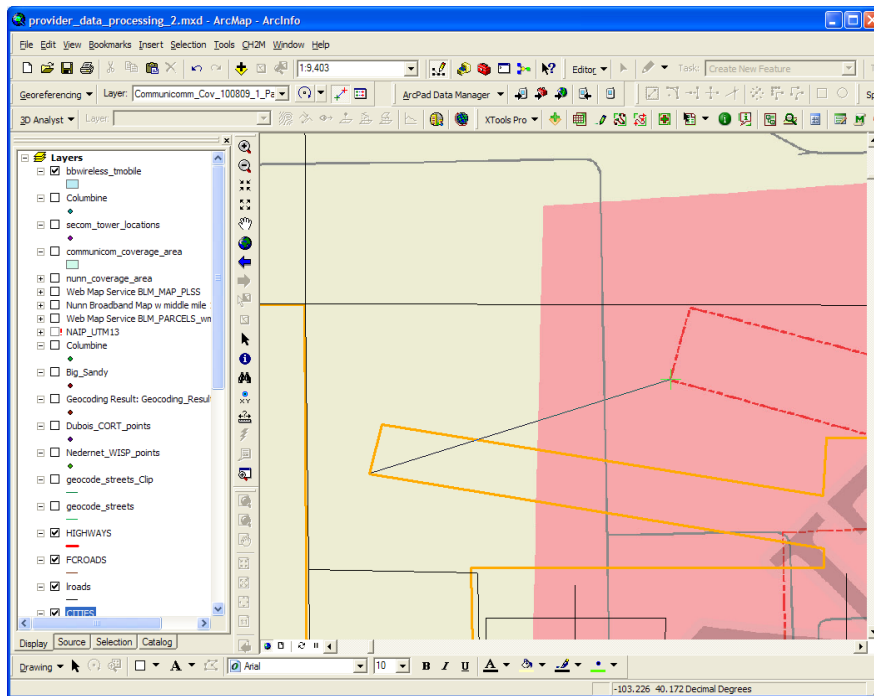 provider_data_processing_2.mxd - ArcMap - ArcInfo
File Edit View Bookmarks Insert Selection Tools CH2M Window Help
1:9,403 Editor Task: Create New Feature
Georeferencing Layer: Communicomm_Cov_100809_1_Pa ArcPad Data Manager Sp
3D Analyst Layer: XTools Pro
Layers
bbwireless_tmobile
Columbine
secom_tower_locations
communicom_coverage_area
nunn_coverage_area
Web Map Service BLM_MAP_PLSS
Nunn Broadband Map w middle mile
Web Map Service BLM_PARCELS_wm
NAIP_UTM13
Columbine
Big_Sandy
Geocoding Result: Geocoding_Resul
Dubois_CORT_points
Nedernet_WISP_points
geocode_streets_Clip
geocode_streets
HIGHWAYS
FCROADS
lroads
CITIES
Display Source Selection Catalog
Drawing A Arial 10 B I U A
-103.226 40.172 Decimal Degrees